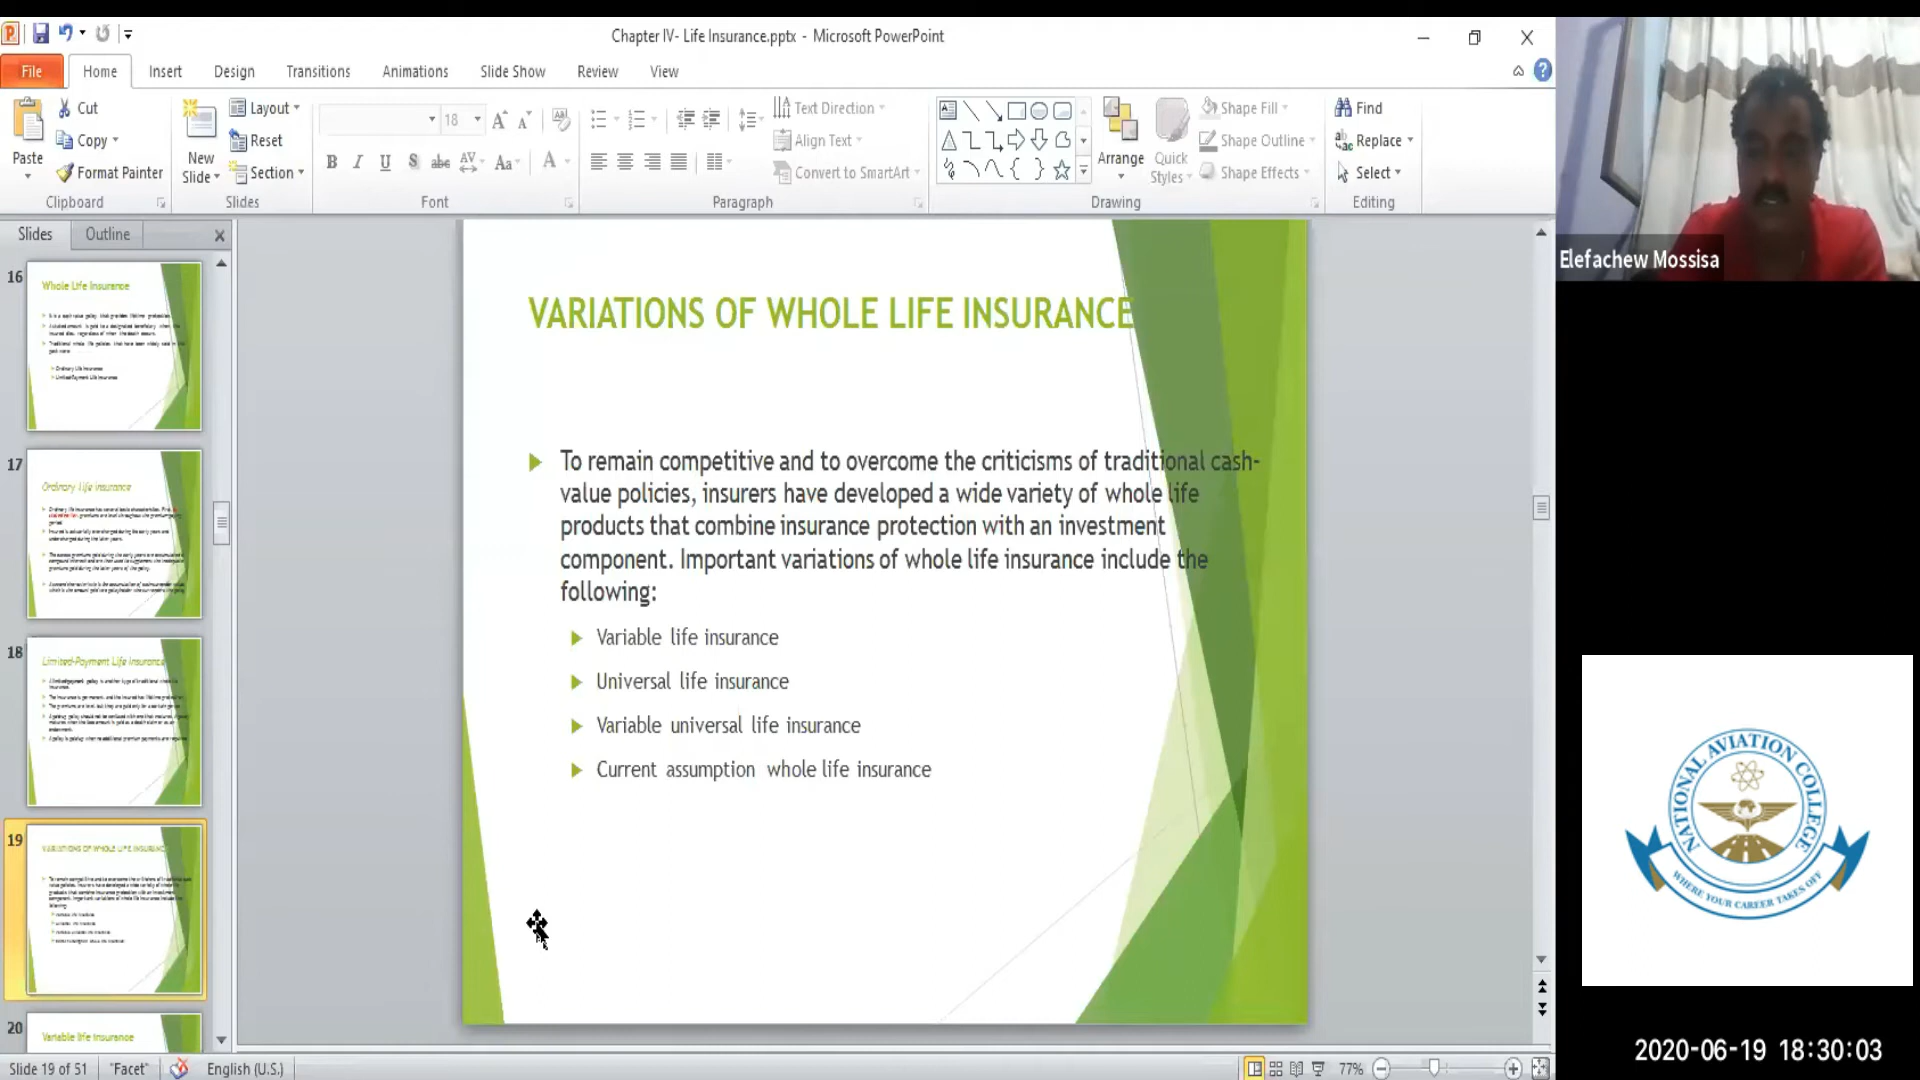 Chapter IV- Life Insurance.pptx - Microsoft PowerPoint
File Home Insert Design Transitions Animations Slide Show Review View
Cut
Copy
Format Painter
Paste
Clipboard
New
Slide
Layout
Reset
Section
Slides
18
Font
Text Direction
Align Text
Convert to SmartArt
Paragraph
Arrange
Quick
Styles
Shape Fill
Shape Outline
Shape Effects
Drawing
Find
Replace
Select
Editing
Elefachew Mossisa
Slides Outline
16
Whole Life Insurance
17
Ordinary Life Insurance
18
Limited-Payment Life Insurance
19
VARIATIONS OF WHOLE LIFE INSURANCE
20
Variable life insurance
VARIATIONS OF WHOLE LIFE INSURANCE
To remain competitive and to overcome the criticisms of traditional cash-
value policies, insurers have developed a wide variety of whole life
products that combine insurance protection with an investment
component. Important variations of whole life insurance include the
following:
Variable life insurance
Universal life insurance
Variable universal life insurance
Current assumption whole life insurance
NATIONAL AVIATION COLLEGE
WHERE YOUR CAREER TAKES OFF
Slide 19 of 51 "Facet" English (U.S.) 77%
2020-06-19 18:30:03